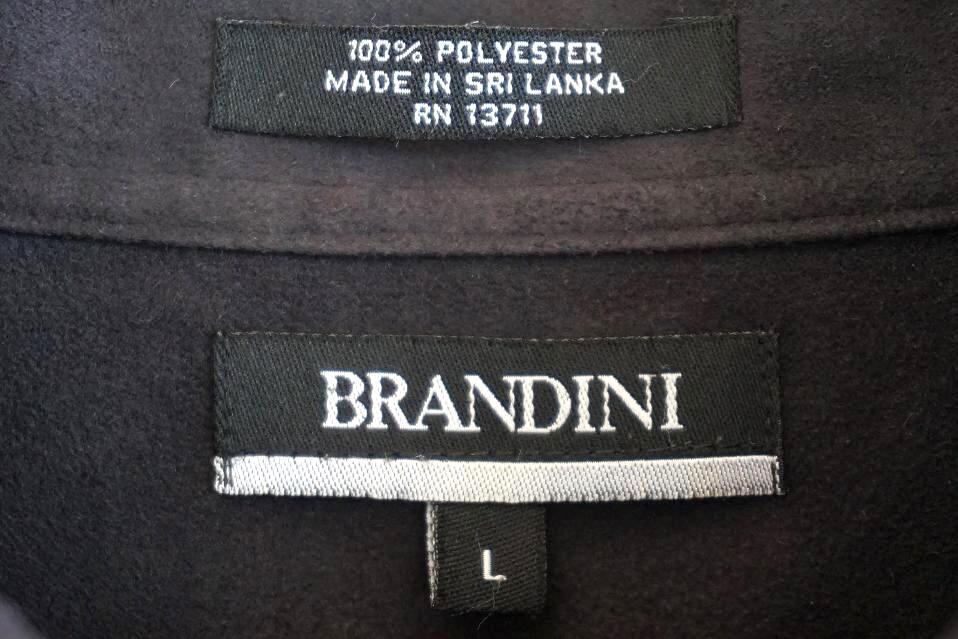 100% POLYESTER
MADE IN SRI LANKA
RN 13711
BRANDINI
L